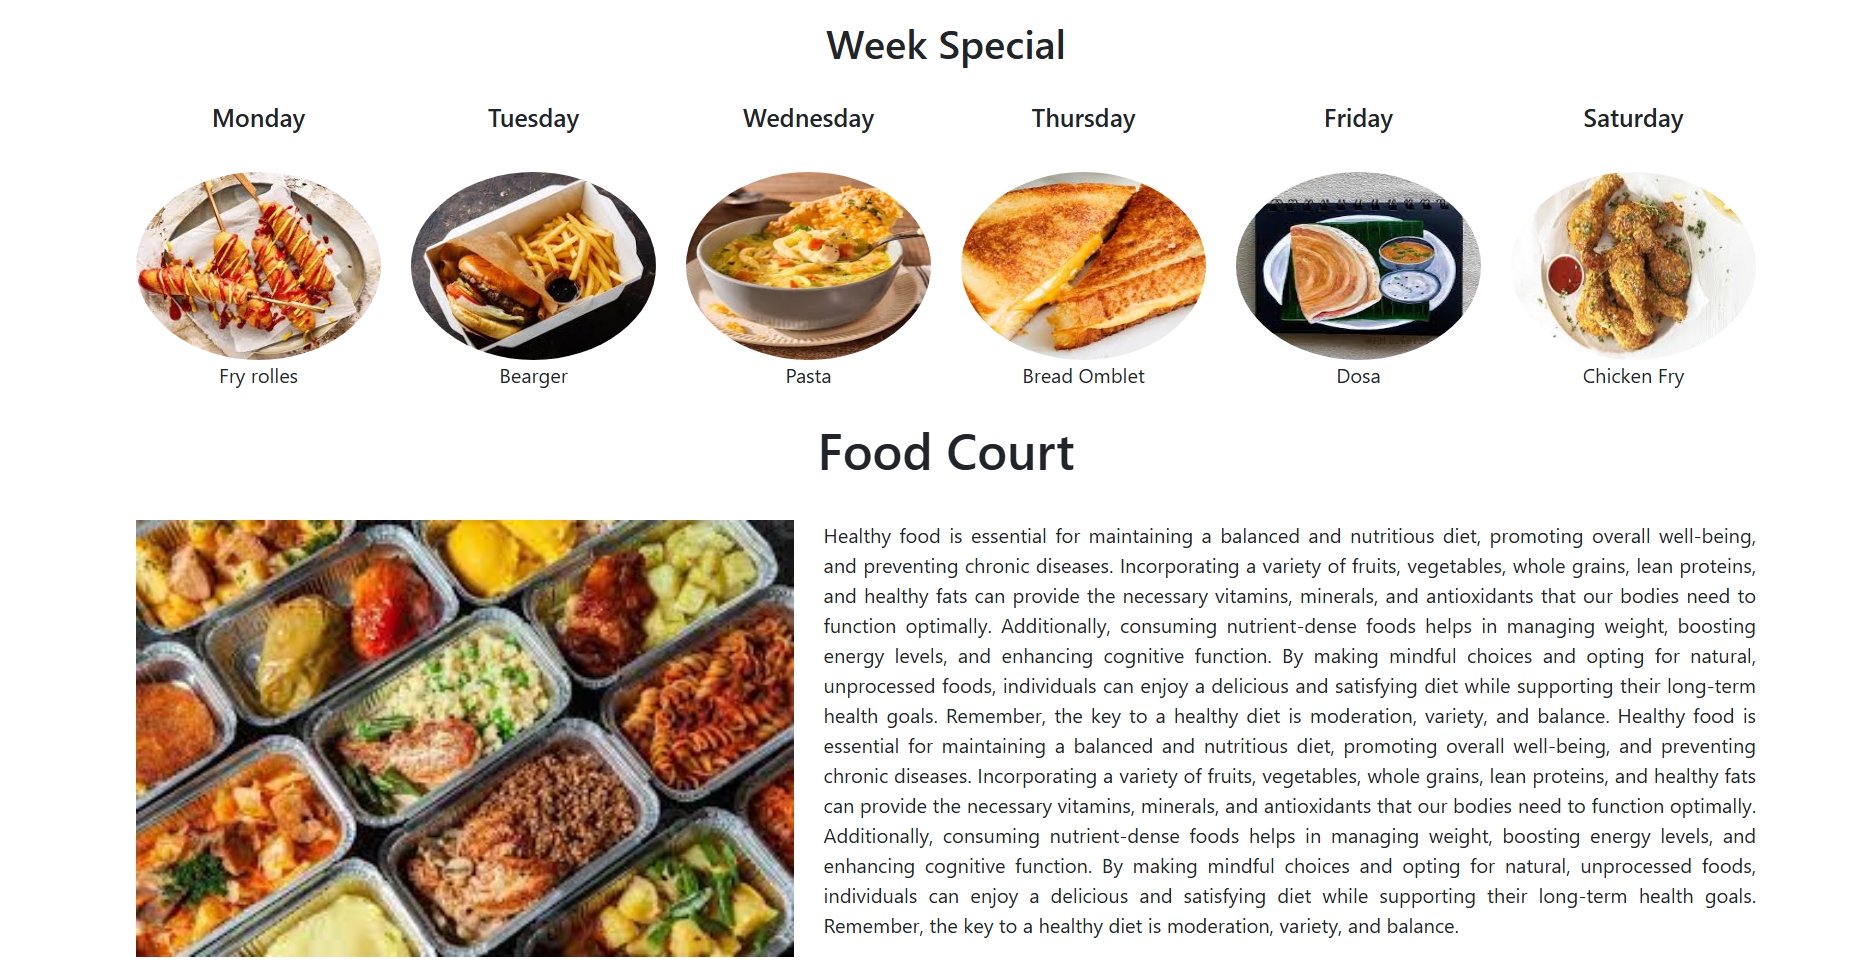 Week Special
Monday Tuesday Wednesday Thursday Friday Saturday
Fry rolles Bearger Pasta Bread Omblet Dosa Chicken Fry
Food Court
Healthy food is essential for maintaining a balanced and nutritious diet, promoting overall well-being,
and preventing chronic diseases. Incorporating a variety of fruits, vegetables, whole grains, lean proteins,
and healthy fats can provide the necessary vitamins, minerals, and antioxidants that our bodies need to
function optimally. Additionally, consuming nutrient-dense foods helps in managing weight, boosting
energy levels, and enhancing cognitive function. By making mindful choices and opting for natural,
unprocessed foods, individuals can enjoy a delicious and satisfying diet while supporting their long-term
health goals. Remember, the key to a healthy diet is moderation, variety, and balance. Healthy food is
essential for maintaining a balanced and nutritious diet, promoting overall well-being, and preventing
chronic diseases. Incorporating a variety of fruits, vegetables, whole grains, lean proteins, and healthy fats
can provide the necessary vitamins, minerals, and antioxidants that our bodies need to function optimally.
Additionally, consuming nutrient-dense foods helps in managing weight, boosting energy levels, and
enhancing cognitive function. By making mindful choices and opting for natural, unprocessed foods,
individuals can enjoy a delicious and satisfying diet while supporting their long-term health goals.
Remember, the key to a healthy diet is moderation, variety, and balance.